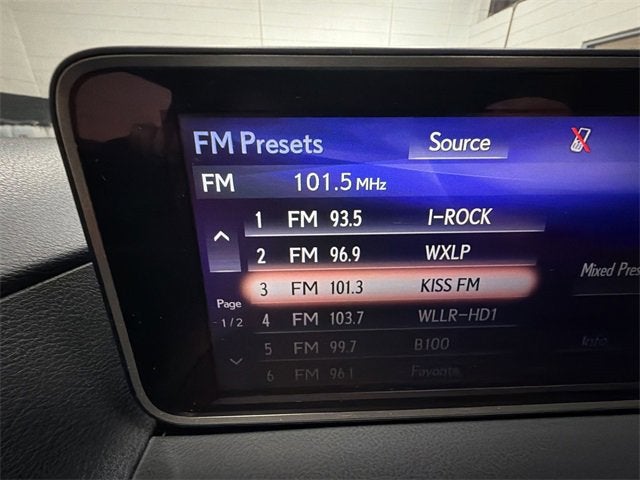 FM Presets Source
FM 101.5 MHz
1 FM 93.5 I-ROCK
2 FM 96.9 WXLP
Mixed Pres
3 FM 101.3 KISS FM
Page
1/2
4 FM 103.7 WLLR-HD1
5 FM 99.7 B100
Info
6 FM 96.1 Favorite